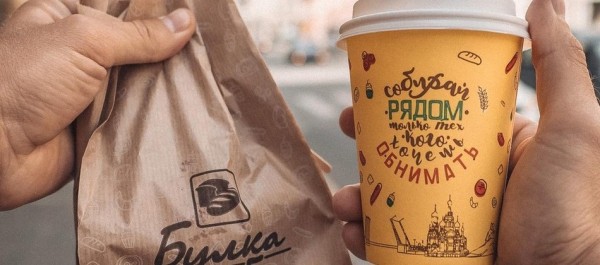 Булка
собирай
РЯДОМ
только тех
кого
хочешь
ОБНИМАТЬ